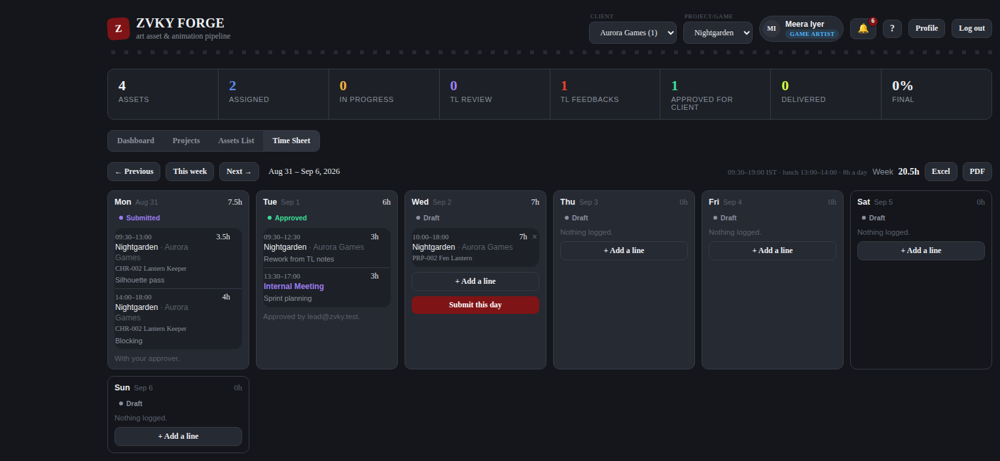 Z
ZVKY FORGE
art asset & animation pipeline
CLIENT
Aurora Games (1)
PROJECT/GAME
Nightgarden
MI
Meera Iyer
GAME ARTIST
6
?
Profile
Log out
4
ASSETS
2
ASSIGNED
0
IN PROGRESS
0
TL REVIEW
1
TL FEEDBACKS
1
APPROVED FOR
CLIENT
0
DELIVERED
0%
FINAL
Dashboard
Projects
Assets List
Time Sheet
← Previous
This week
Next →
Aug 31 – Sep 6, 2026
09:30–19:00 IST · lunch 13:00–14:00 · 8h a day
Week 20.5h
Excel
PDF
Mon Aug 31 7.5h
Submitted
09:30–13:00 3.5h
Nightgarden · Aurora
Games
CHR-002 Lantern Keeper
Silhouette pass
14:00–18:00 4h
Nightgarden · Aurora
Games
CHR-002 Lantern Keeper
Blocking
With your approver.
Tue Sep 1 6h
Approved
09:30–12:30 3h
Nightgarden · Aurora Games
Rework from TL notes
13:30–17:00 3h
Internal Meeting
Sprint planning
Approved by lead@zvky.test.
Wed Sep 2 7h
Draft
10:00–18:00 7h ×
Nightgarden · Aurora Games
PRP-002 Fen Lantern
+ Add a line
Submit this day
Thu Sep 3 0h
Draft
Nothing logged.
+ Add a line
Fri Sep 4 0h
Draft
Nothing logged.
+ Add a line
Sat Sep 5 0h
Draft
Nothing logged.
+ Add a line
Sun Sep 6 0h
Draft
Nothing logged.
+ Add a line